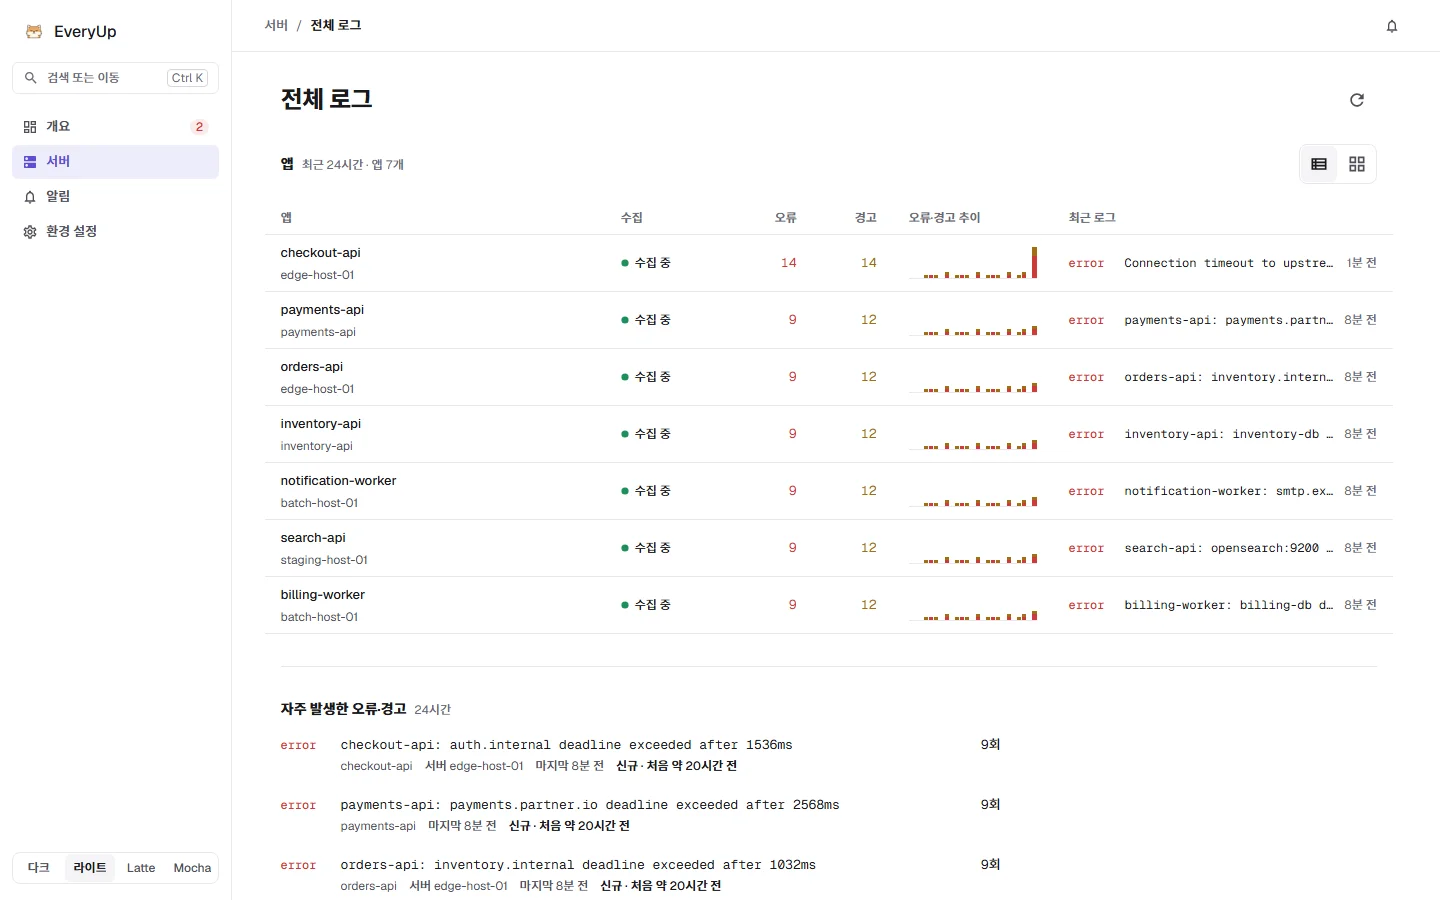 EveryUp
검색 또는 이동 Ctrl K
개요 2
서버
알림
환경 설정
다크 라이트 Latte Mocha
서버 / 전체 로그
전체 로그
앱 최근 24시간 · 앱 7개
앱 수집 오류 경고 오류·경고 추이 최근 로그
checkout-api
edge-host-01
수집 중 14 14 error Connection timeout to upstre… 1분 전
payments-api
payments-api
수집 중 9 12 error payments-api: payments.partn… 8분 전
orders-api
edge-host-01
수집 중 9 12 error orders-api: inventory.intern… 8분 전
inventory-api
inventory-api
수집 중 9 12 error inventory-api: inventory-db … 8분 전
notification-worker
batch-host-01
수집 중 9 12 error notification-worker: smtp.ex… 8분 전
search-api
staging-host-01
수집 중 9 12 error search-api: opensearch:9200 … 8분 전
billing-worker
batch-host-01
수집 중 9 12 error billing-worker: billing-db d… 8분 전
자주 발생한 오류·경고 24시간
error checkout-api: auth.internal deadline exceeded after 1536ms 9회
checkout-api 서버 edge-host-01 마지막 8분 전 신규 · 처음 약 20시간 전
error payments-api: payments.partner.io deadline exceeded after 2568ms 9회
payments-api 마지막 8분 전 신규 · 처음 약 20시간 전
error orders-api: inventory.internal deadline exceeded after 1032ms 9회
orders-api 서버 edge-host-01 마지막 8분 전 신규 · 처음 약 20시간 전